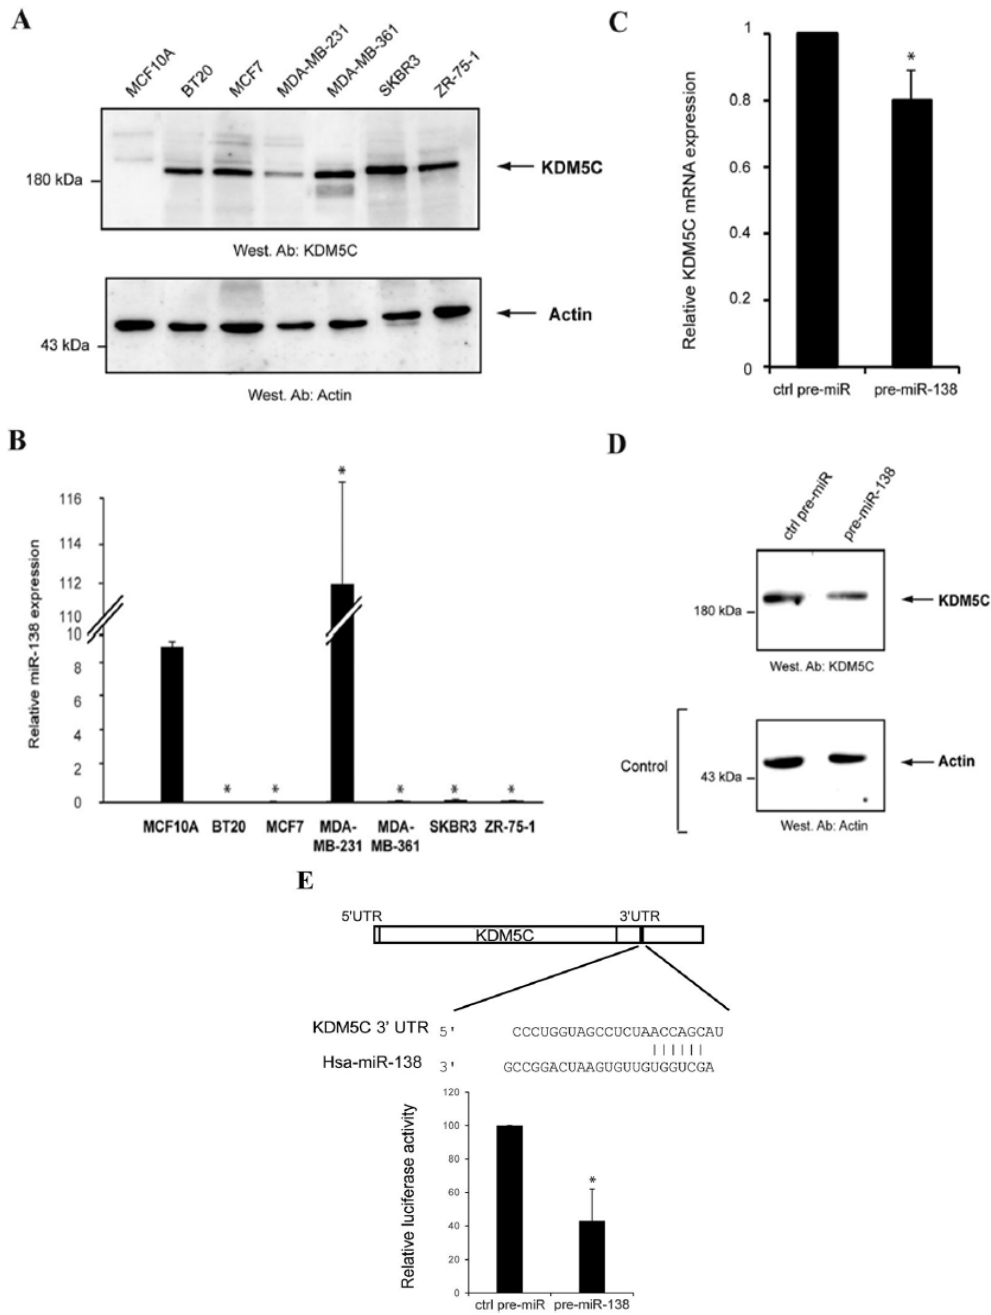 A
MCF10A
BT20
MCF7
MDA-MB-231
MDA-MB-361
SKBR3
ZR-75-1
180 kDa
KDM5C
West. Ab: KDM5C
Actin
43 kDa
West. Ab: Actin
B
Relative miR-138 expression
116
114
112
110
10
8
6
4
2
0
*
*
*
*
*
*
MCF10A BT20 MCF7 MDA- MDA- SKBR3 ZR-75-1
MB-231 MB-361
C
Relative KDM5C mRNA expression
1
0.8
0.6
0.4
0.2
0
*
ctrl pre-miR pre-miR-138
D
ctrl pre-miR
pre-miR-138
180 kDa
KDM5C
West. Ab: KDM5C
Control
43 kDa
Actin
West. Ab: Actin
E
5'UTR 3'UTR
KDM5C
KDM5C 3' UTR 5' CCCUGGUAGCCUCUAACCAGCAU
Hsa-miR-138 3' GCCGGACUAAGUGUUGUGGUCGA
Relative luciferase activity
120
100
80
60
40
20
0
*
ctrl pre-miR pre-miR-138